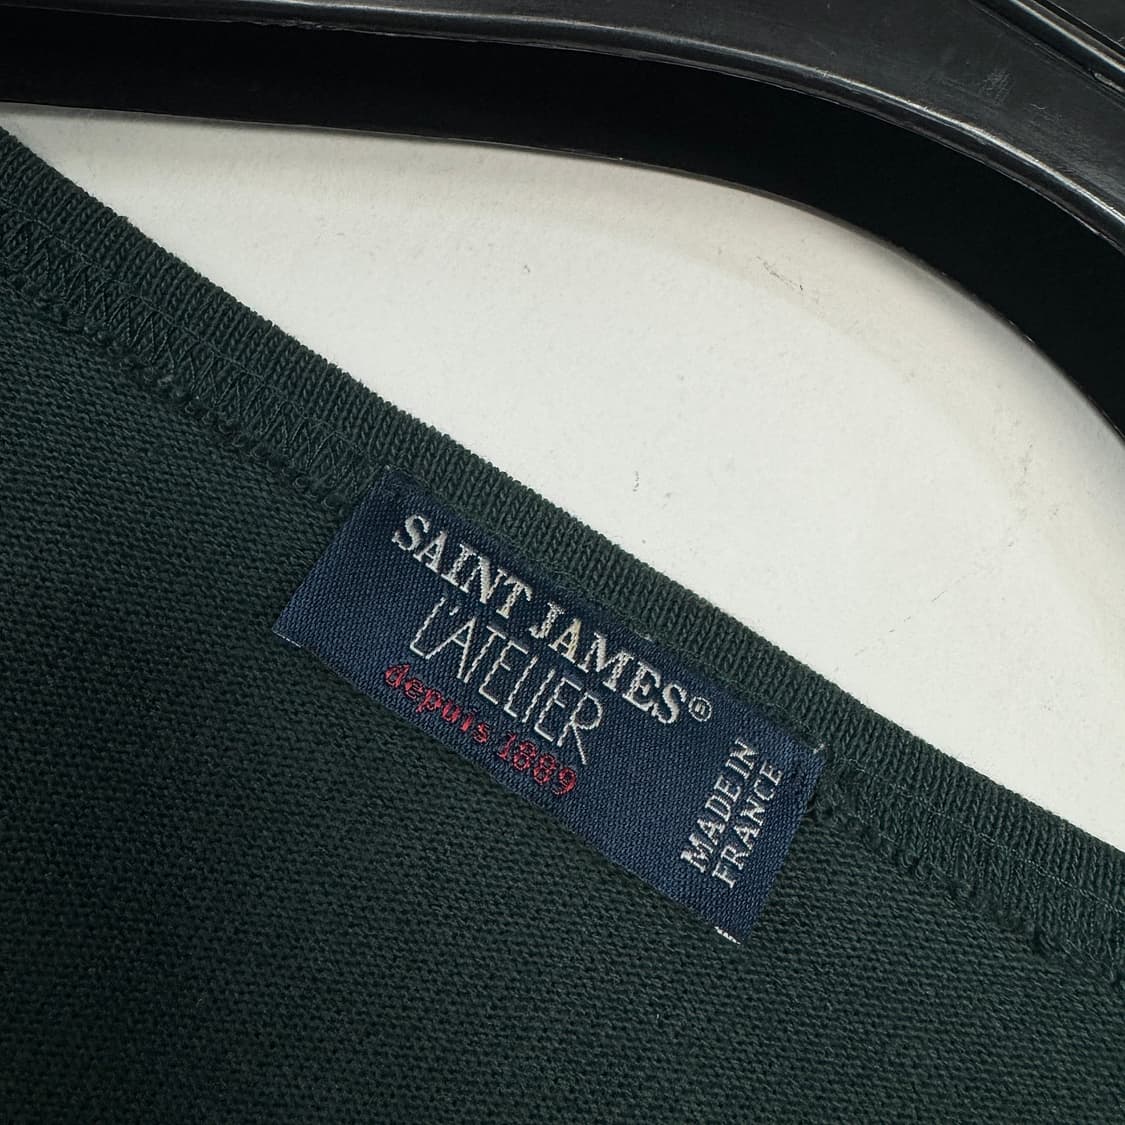 SAINT JAMES®
L'ATELIER
depuis 1889
MADE IN
FRANCE